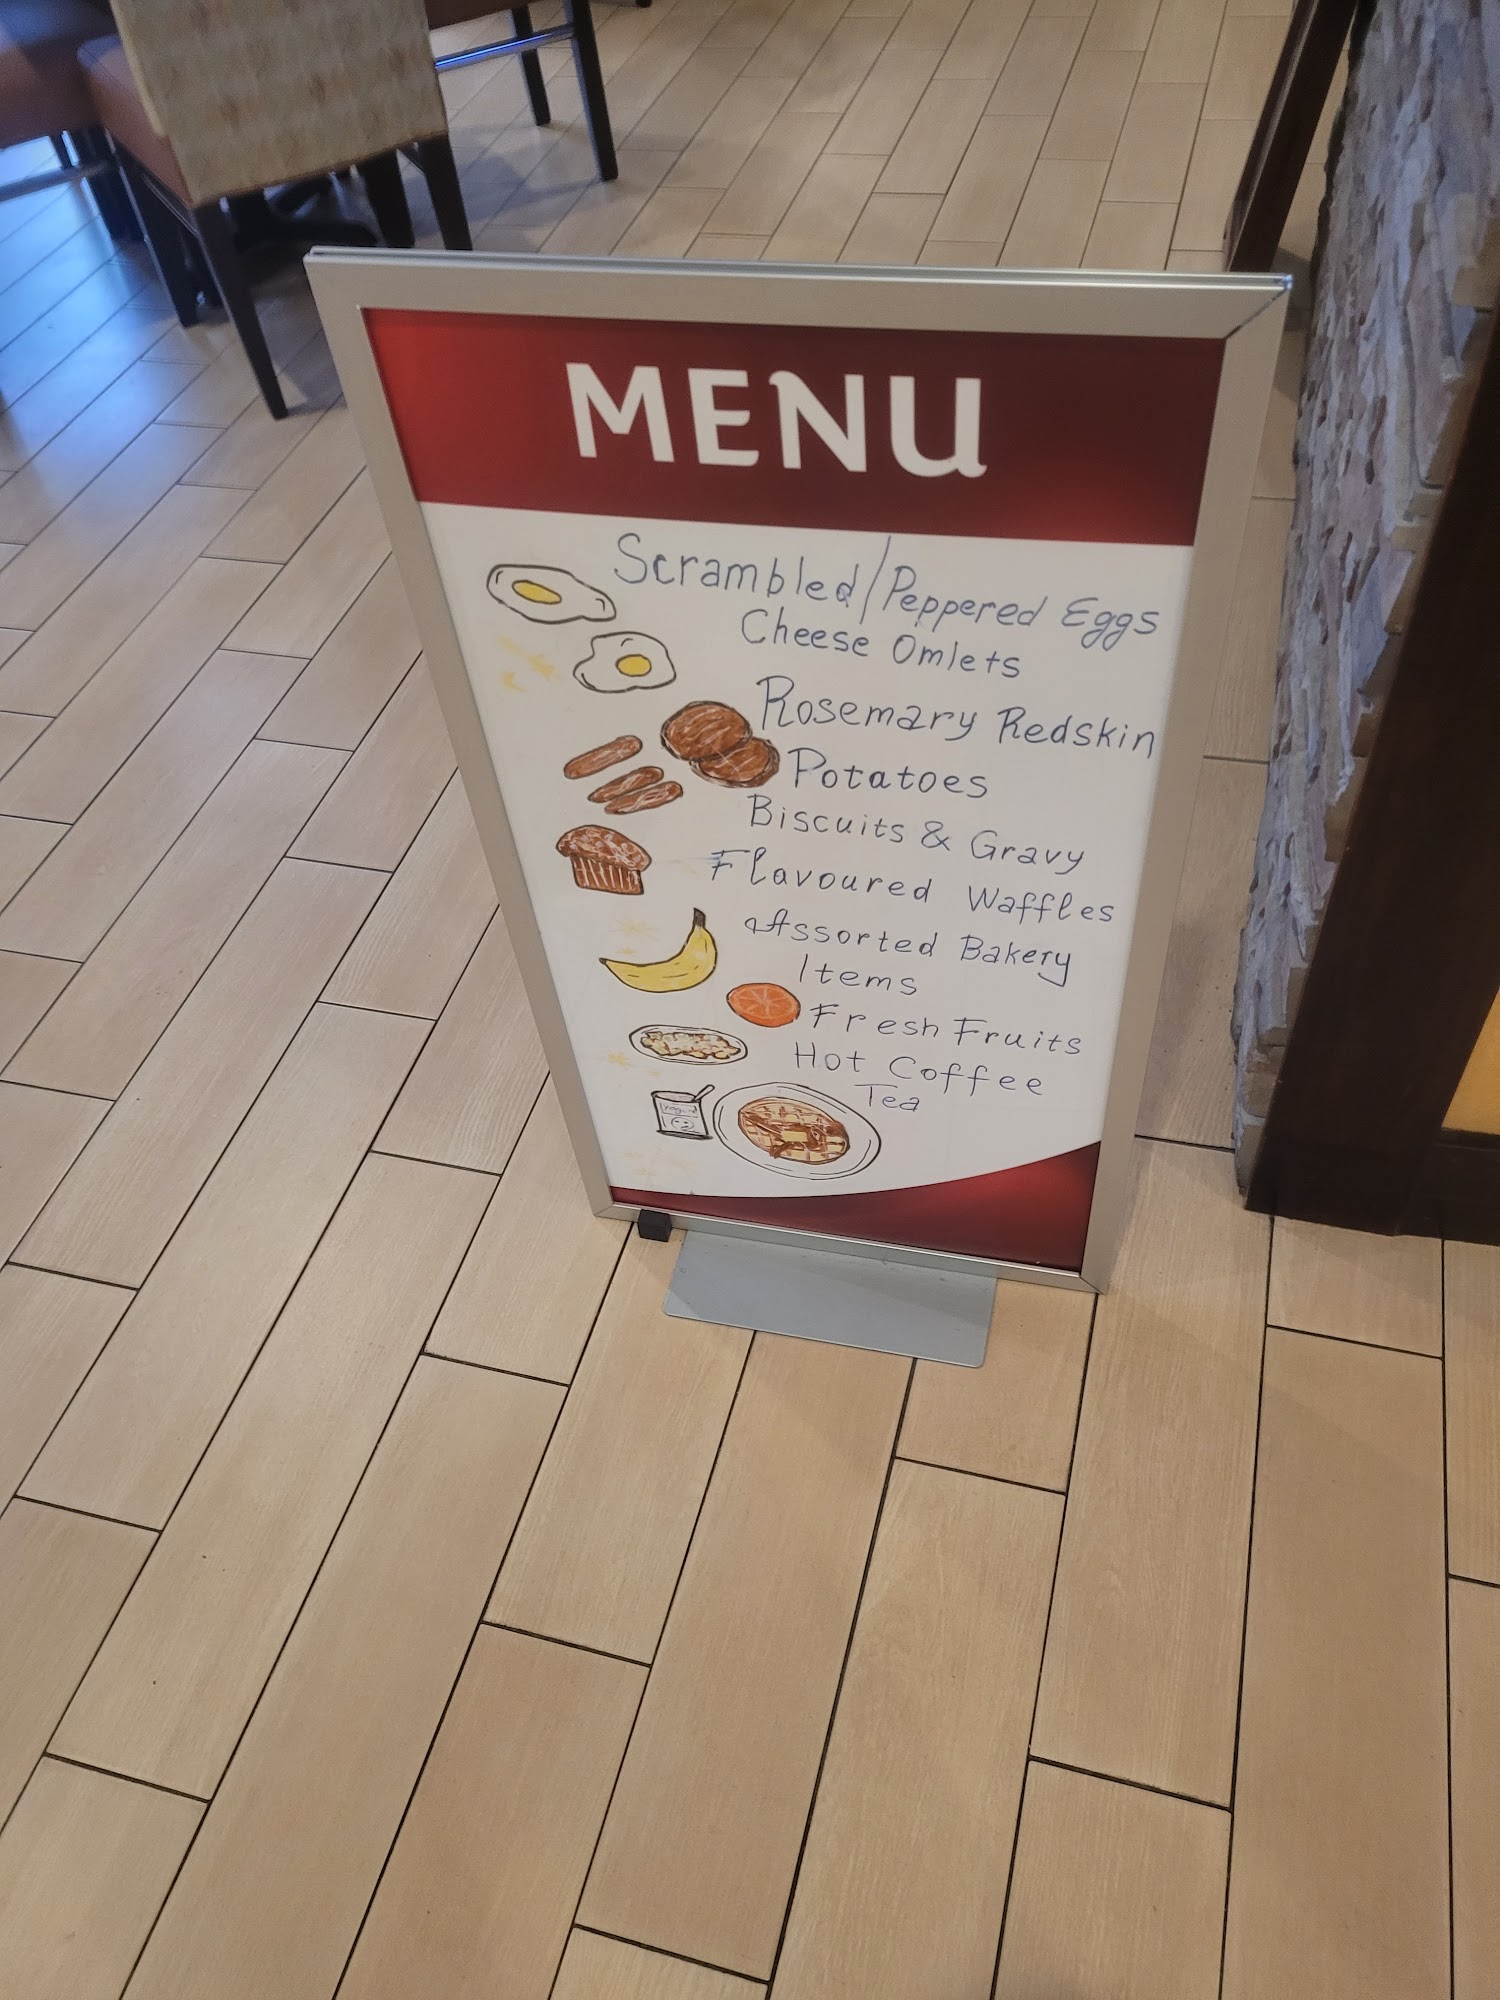 MENU
Scrambled/Peppered Eggs
Cheese Omlets
Rosemary Redskin
Potatoes
Biscuits & Gravy
Flavoured Waffles
Assorted Bakery
Items
Fresh Fruits
Hot Coffee
Tea